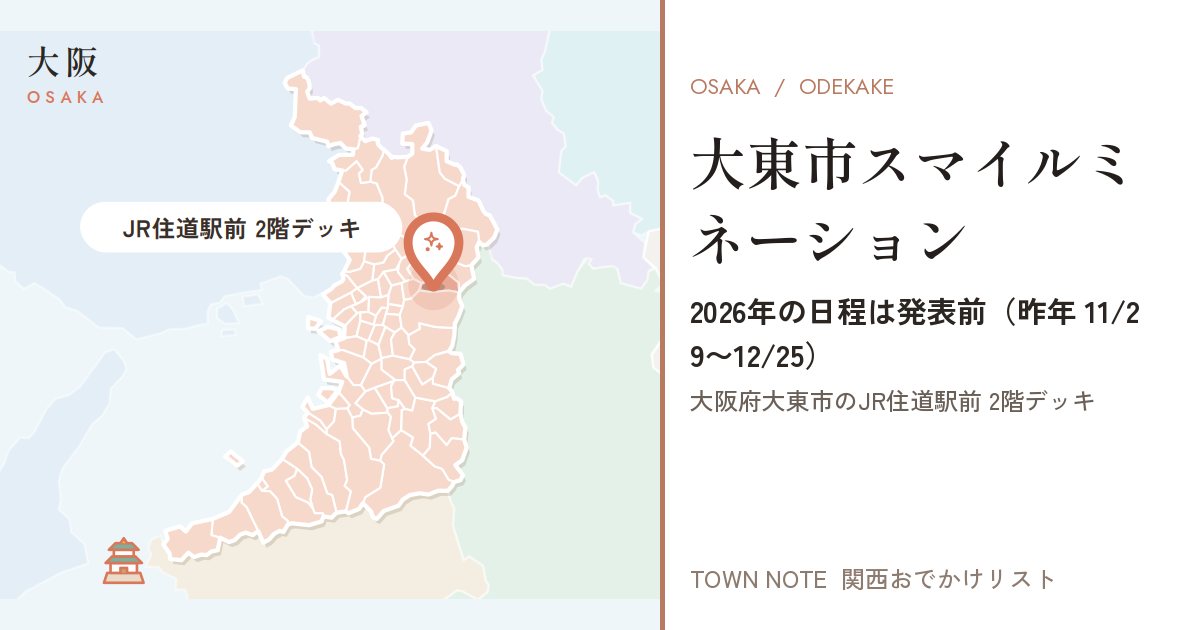 大阪
OSAKA
JR住道駅前 2階デッキ
OSAKA / ODEKAKE
大東市スマイルミ
ネーション
2026年の日程は発表前（昨年 11/2
9〜12/25）
大阪府大東市のJR住道駅前 2階デッキ
TOWN NOTE 関西おでかけリスト